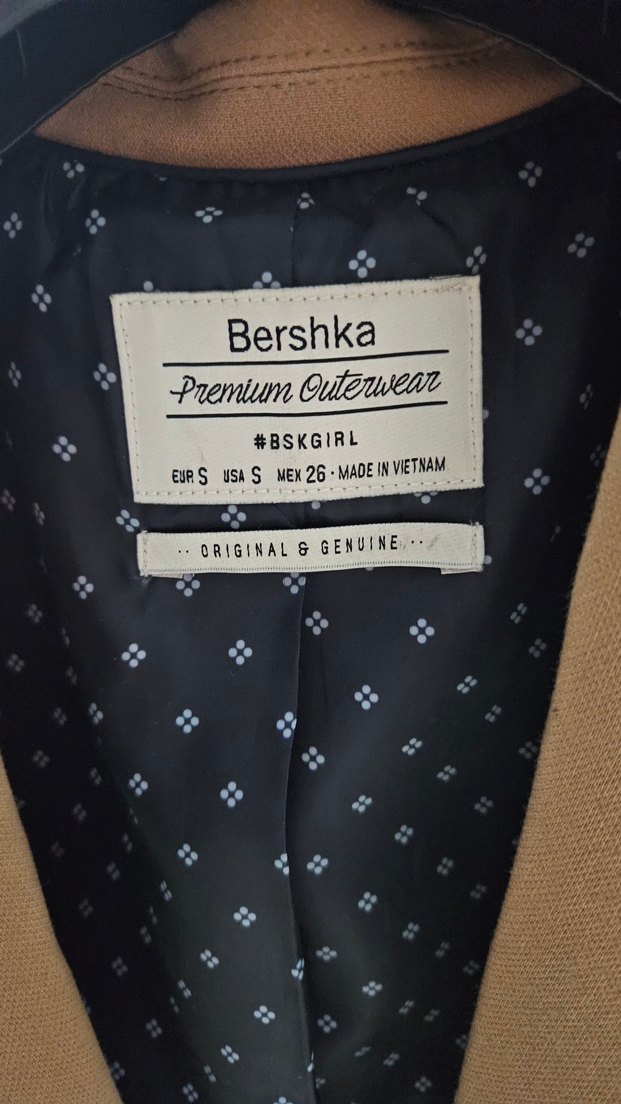 Bershka
Premium Outerwear
#BSKGIRL
EUR S USA S MEX 26 · MADE IN VIETNAM
·· ORIGINAL & GENUINE ··